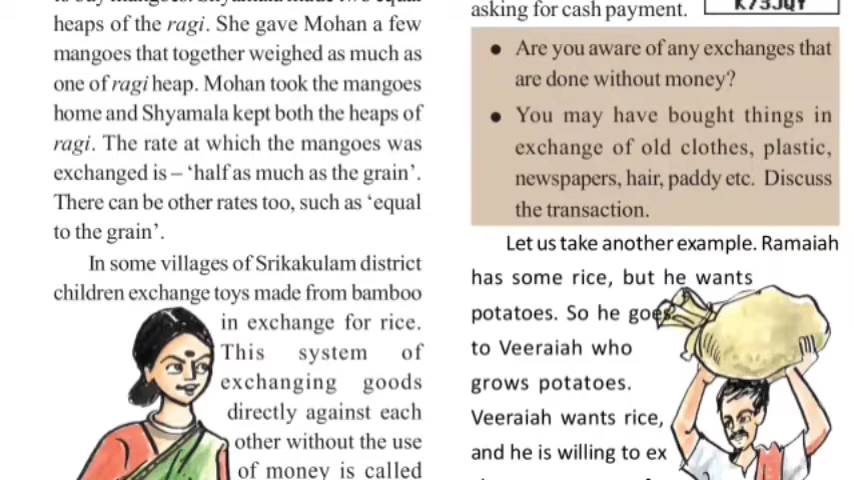 heaps of the ragi. She gave Mohan a few
mangoes that together weighed as much as
one of ragi heap. Mohan took the mangoes
home and Shyamala kept both the heaps of
ragi. The rate at which the mangoes was
exchanged is – ‘half as much as the grain’.
There can be other rates too, such as ‘equal
to the grain’.
In some villages of Srikakulam district
children exchange toys made from bamboo
in exchange for rice.
This system of
exchanging goods
directly against each
other without the use
of money is called
asking for cash payment.
K73JQY
• Are you aware of any exchanges that
are done without money?
• You may have bought things in
exchange of old clothes, plastic,
newspapers, hair, paddy etc. Discuss
the transaction.
Let us take another example. Ramaiah
has some rice, but he wants
potatoes. So he goes
to Veeraiah who
grows potatoes.
Veeraiah wants rice,
and he is willing to ex